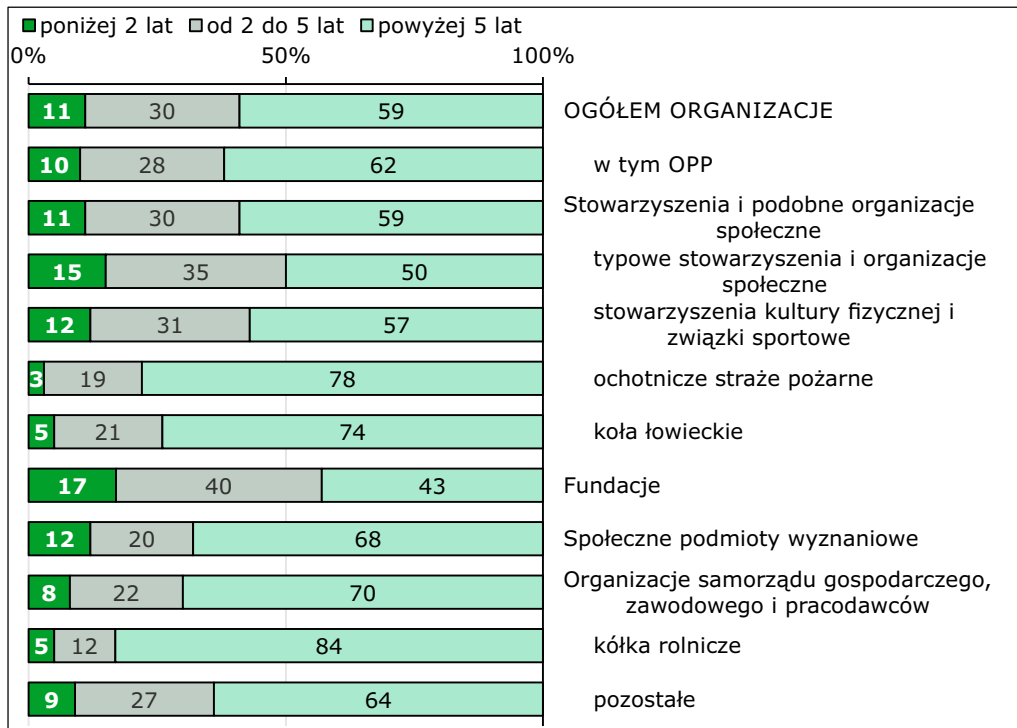 poniżej 2 lat od 2 do 5 lat powyżej 5 lat
0% 50% 100%
11 30 59 OGÓŁEM ORGANIZACJE
10 28 62 w tym OPP
11 30 59 Stowarzyszenia i podobne organizacje
społeczne
15 35 50 typowe stowarzyszenia i organizacje
społeczne
12 31 57 stowarzyszenia kultury fizycznej i
związki sportowe
3 19 78 ochotnicze straże pożarne
5 21 74 koła łowieckie
17 40 43 Fundacje
12 20 68 Społeczne podmioty wyznaniowe
8 22 70 Organizacje samorządu gospodarczego,
zawodowego i pracodawców
5 12 84 kółka rolnicze
9 27 64 pozostałe